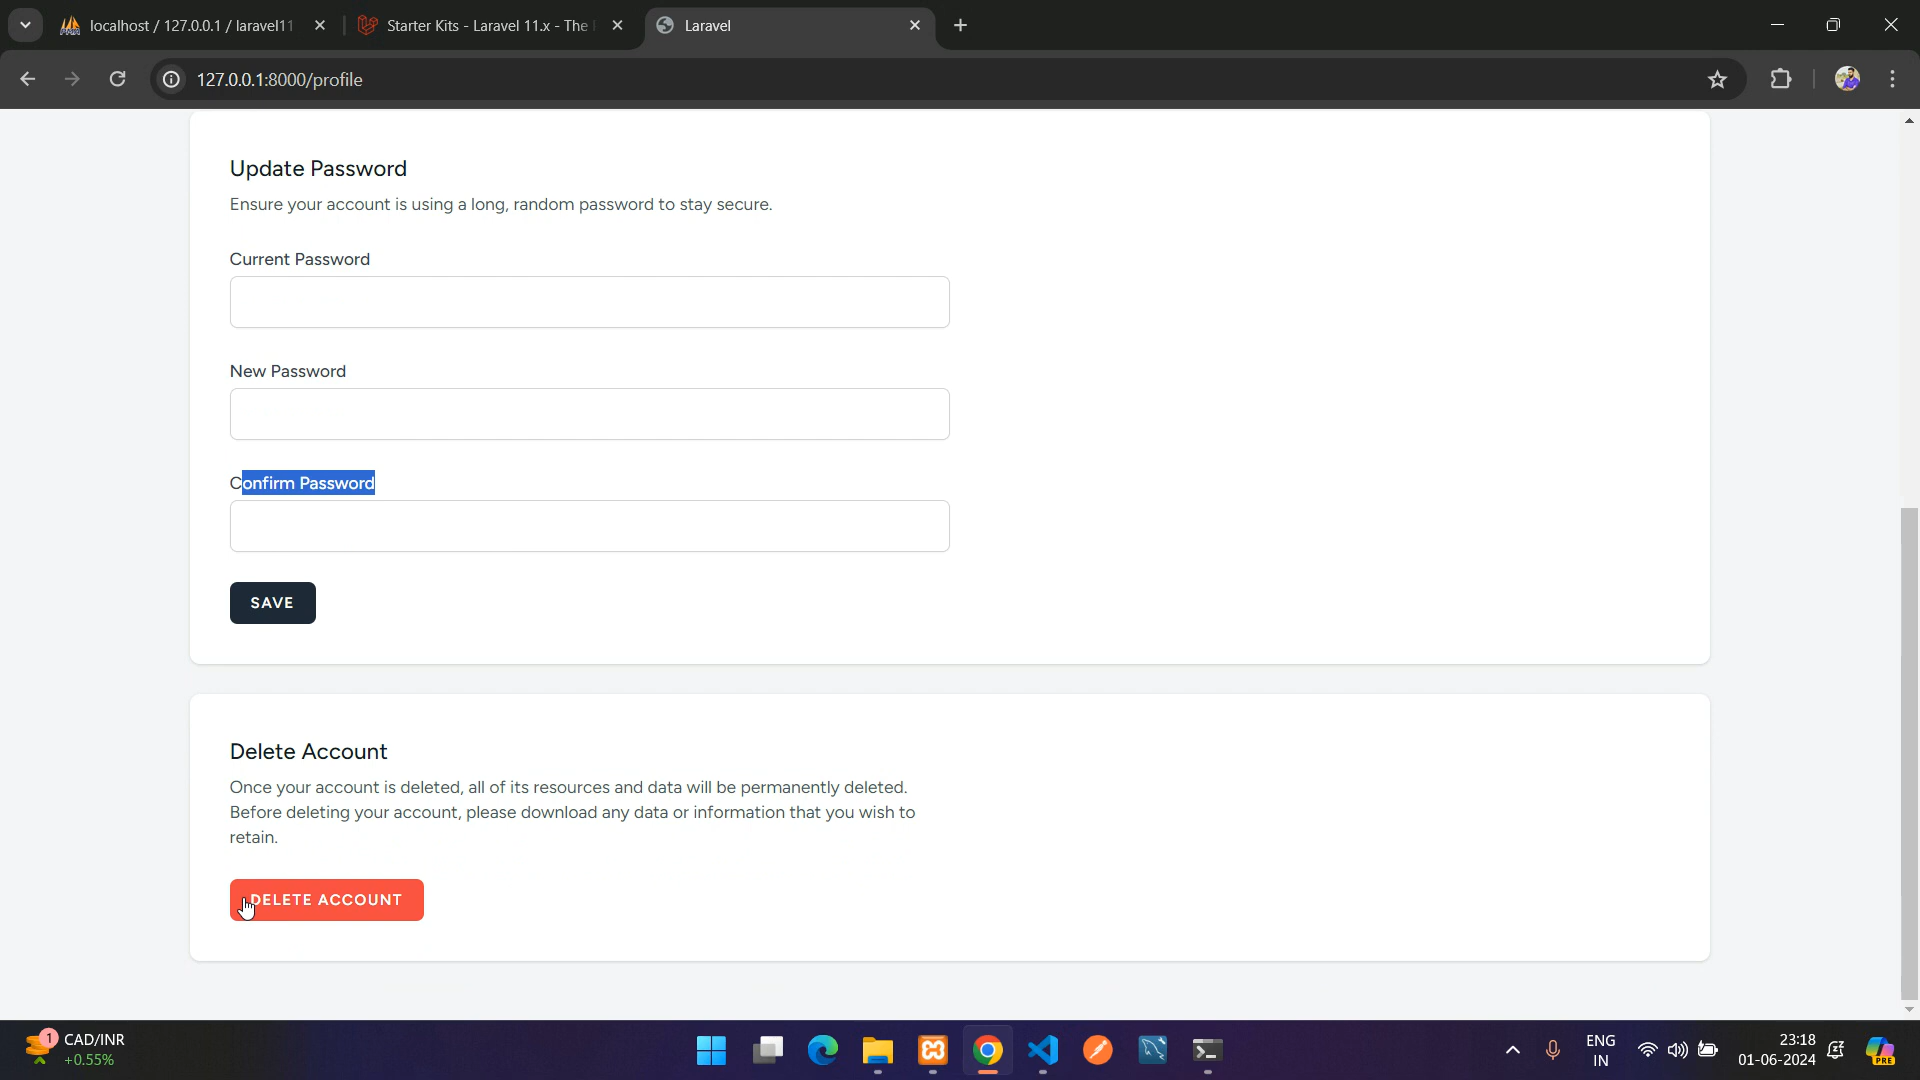 localhost / 127.0.0.1 / laravel11
Starter Kits - Laravel 11.x - The
Laravel
127.0.0.1:8000/profile
Update Password
Ensure your account is using a long, random password to stay secure.
Current Password
New Password
Confirm Password
SAVE
Delete Account
Once your account is deleted, all of its resources and data will be permanently deleted.
Before deleting your account, please download any data or information that you wish to
retain.
DELETE ACCOUNT
1
CAD/INR
+0.55%
ENG
IN
23:18
01-06-2024
PRE